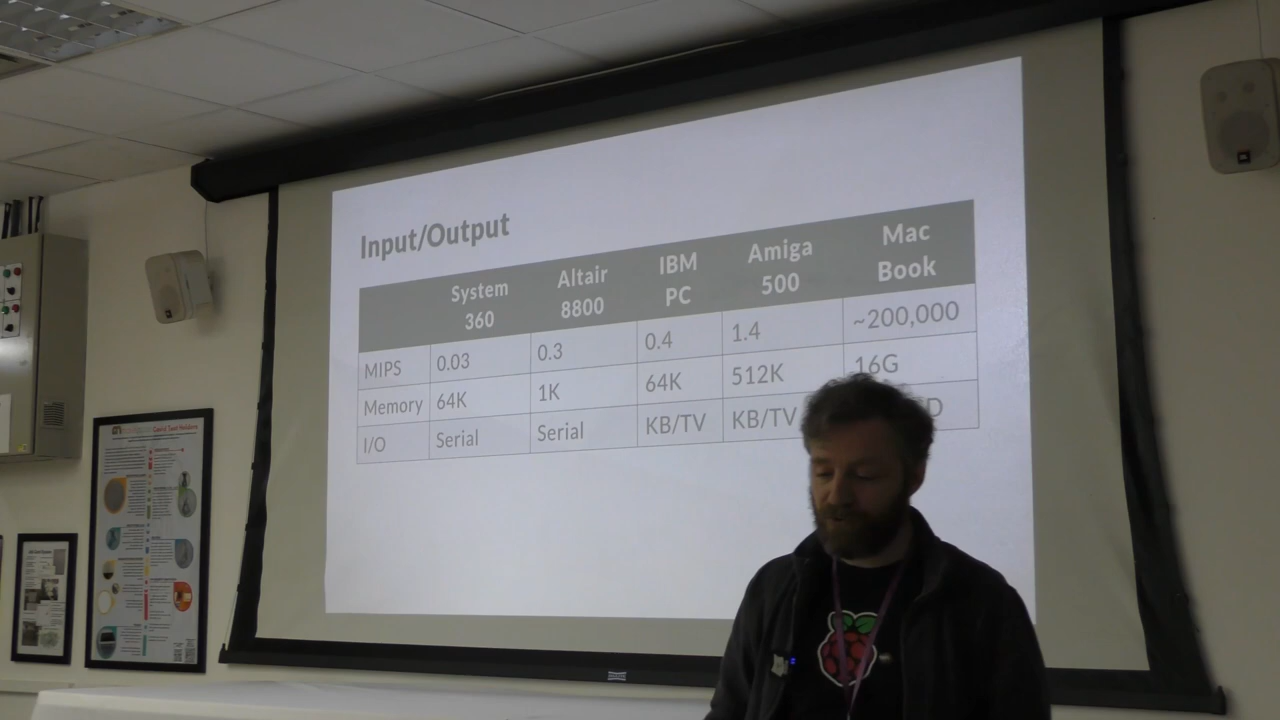 Input/Output
System 360 Altair 8800 IBM PC Amiga 500 Mac Book
MIPS 0.03 0.3 0.4 1.4 ~200,000
Memory 64K 1K 64K 512K 16G
I/O Serial Serial KB/TV KB/TV